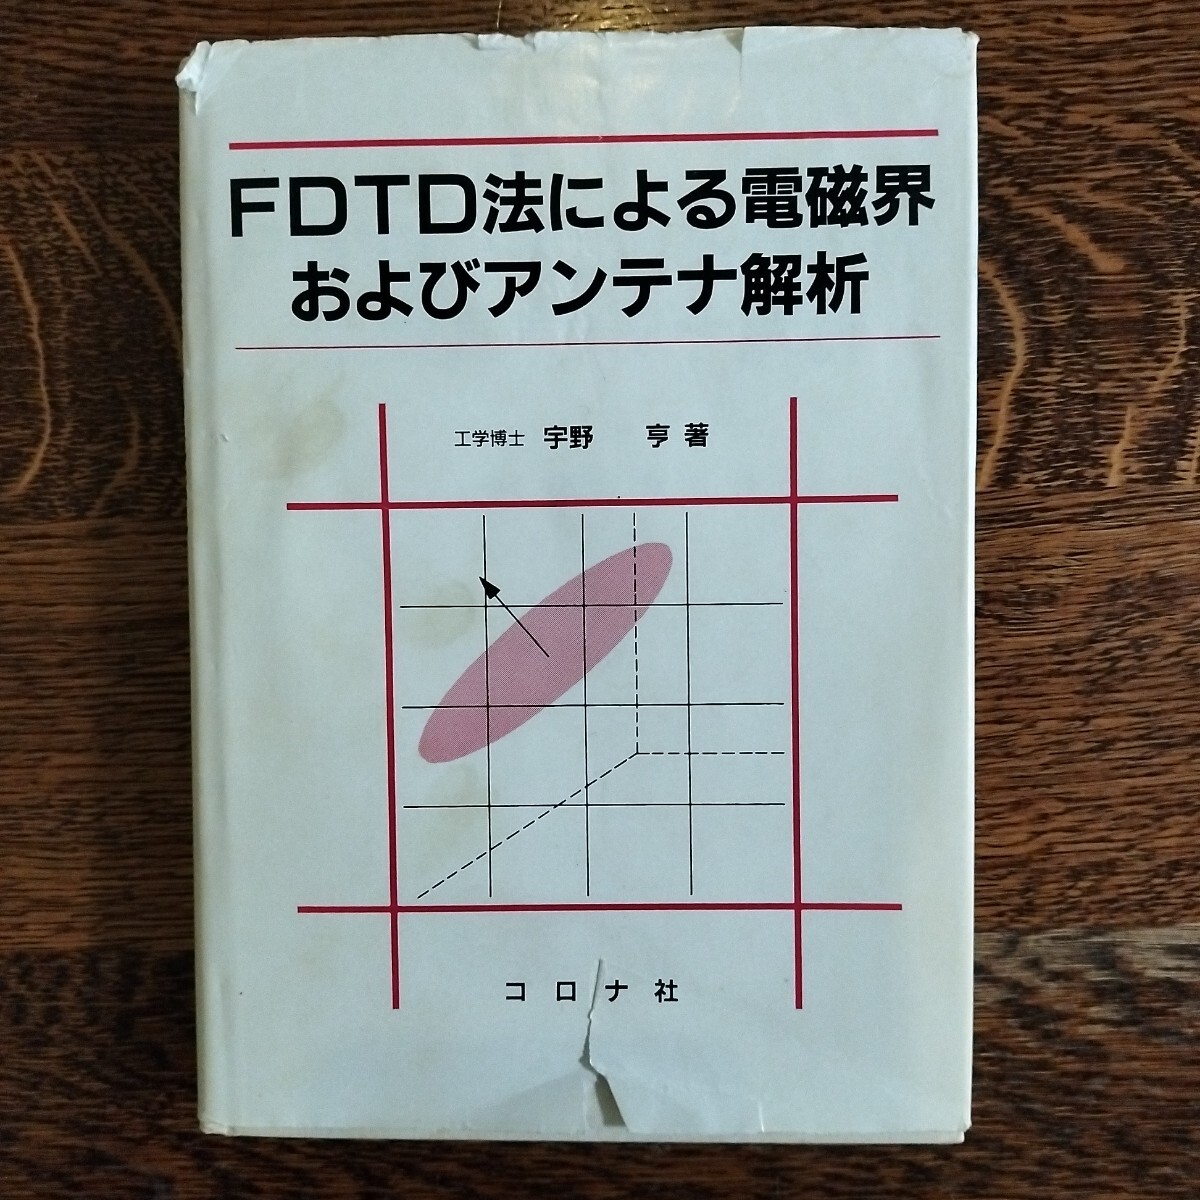 FDTD法による電磁界
およびアンテナ解析
工学博士 宇野 亨 著
コロナ社